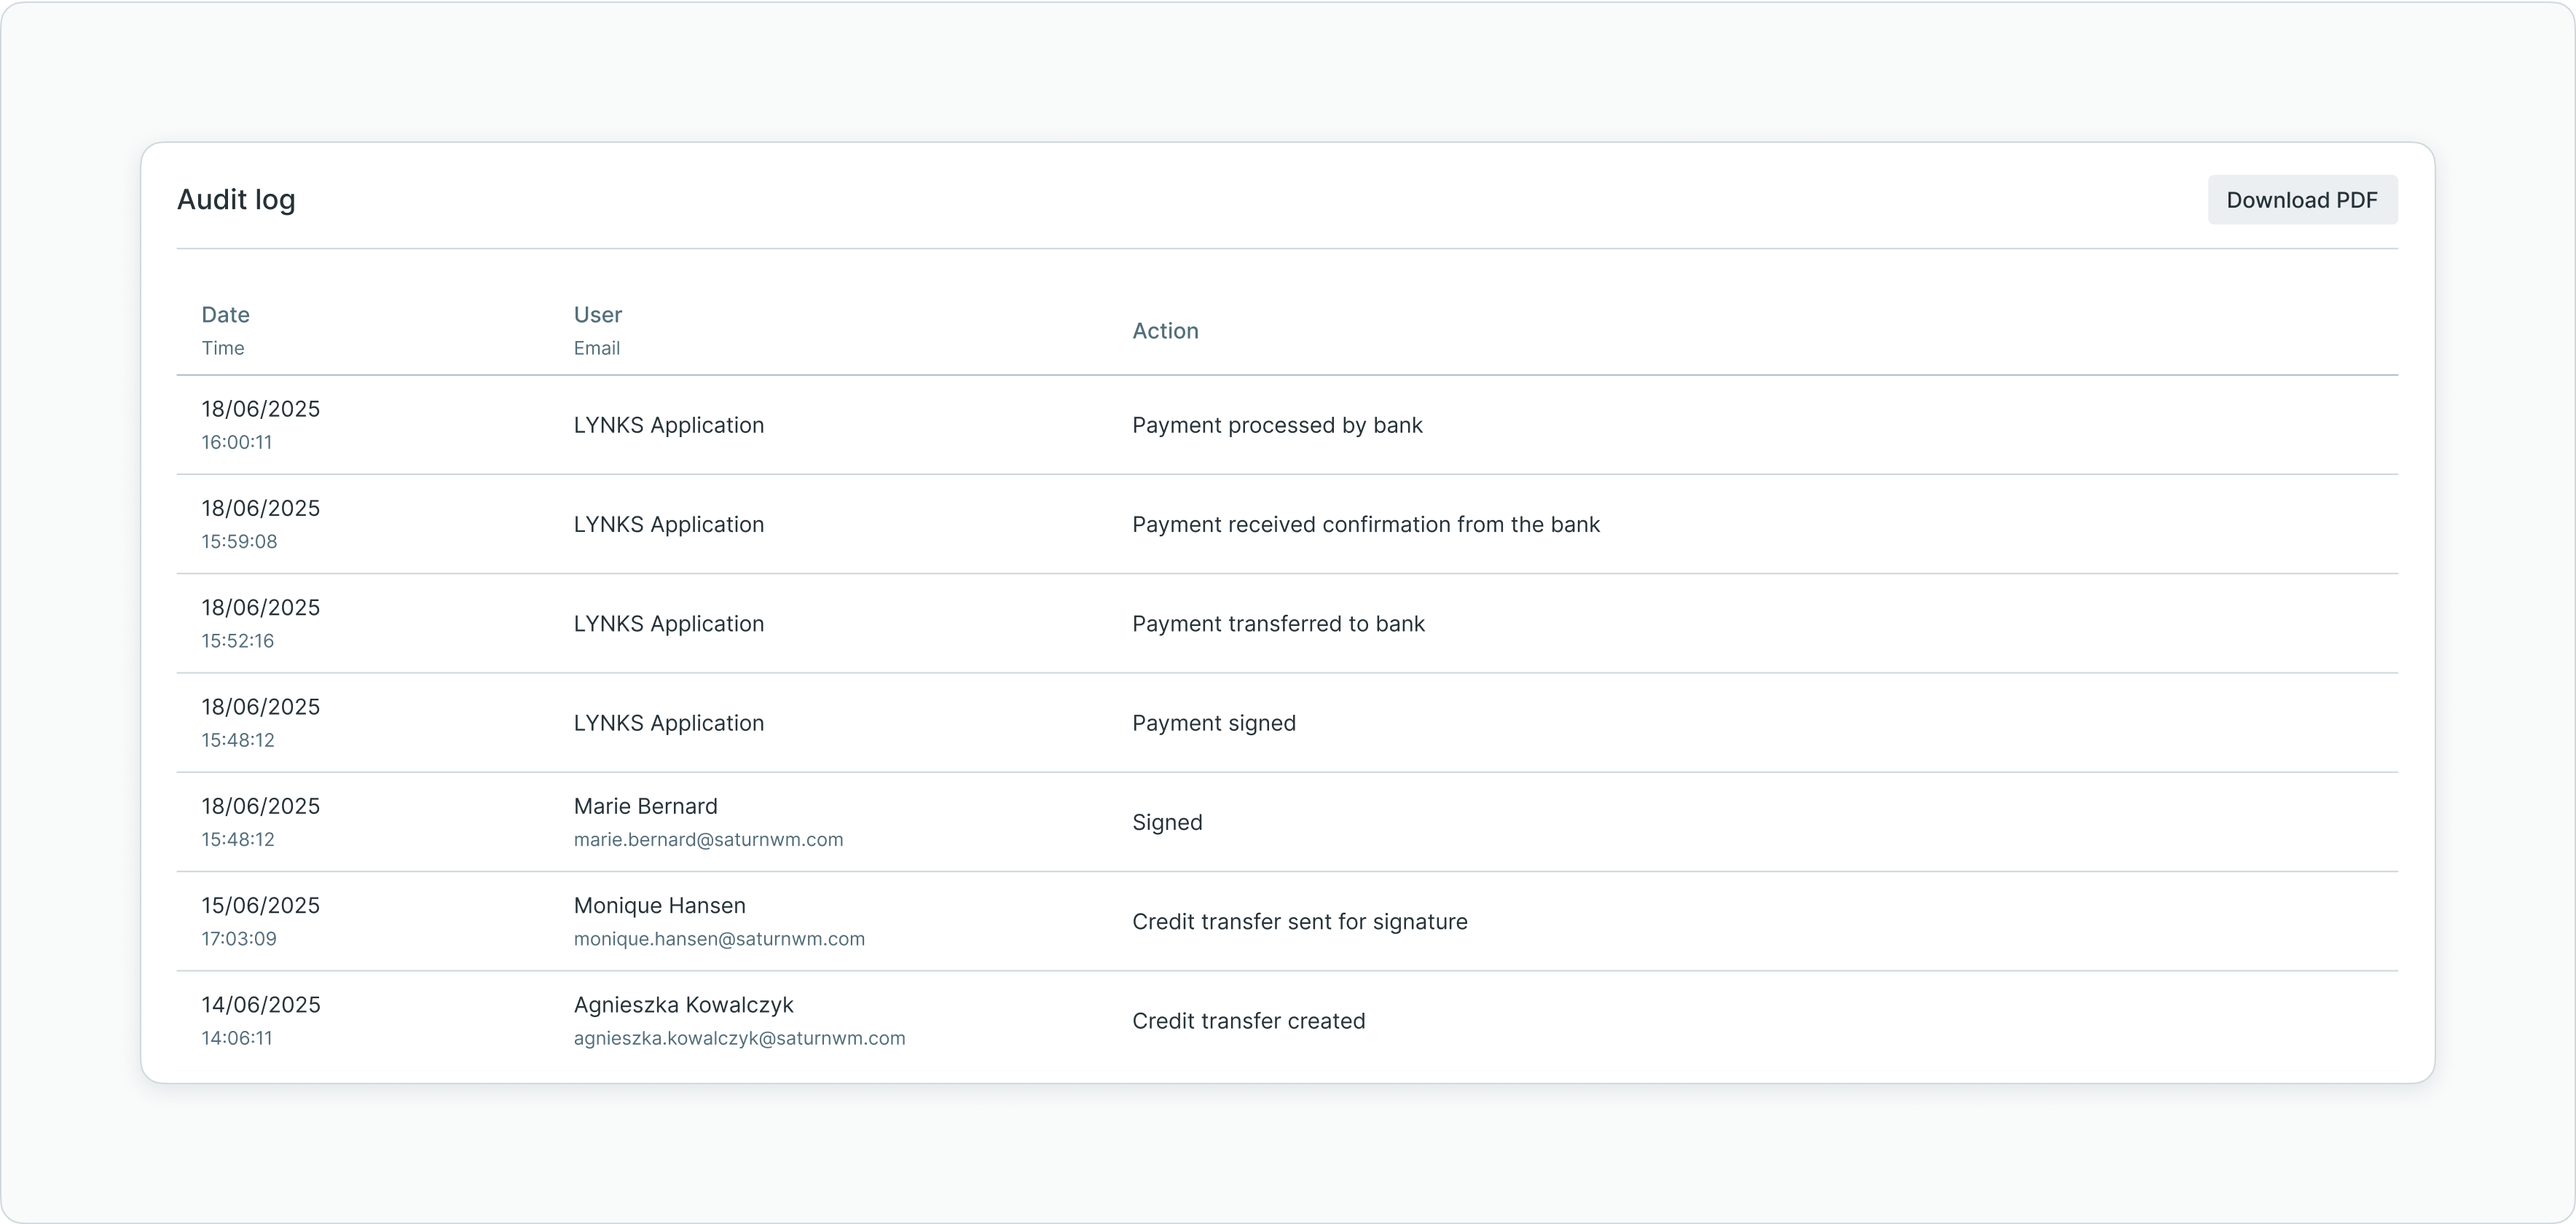 Audit log
Download PDF
Date
Time
User
Email
Action
18/06/2025
16:00:11
LYNKS Application
Payment processed by bank
18/06/2025
15:59:08
LYNKS Application
Payment received confirmation from the bank
18/06/2025
15:52:16
LYNKS Application
Payment transferred to bank
18/06/2025
15:48:12
LYNKS Application
Payment signed
18/06/2025
15:48:12
Marie Bernard
marie.bernard@saturnwm.com
Signed
15/06/2025
17:03:09
Monique Hansen
monique.hansen@saturnwm.com
Credit transfer sent for signature
14/06/2025
14:06:11
Agnieszka Kowalczyk
agnieszka.kowalczyk@saturnwm.com
Credit transfer created